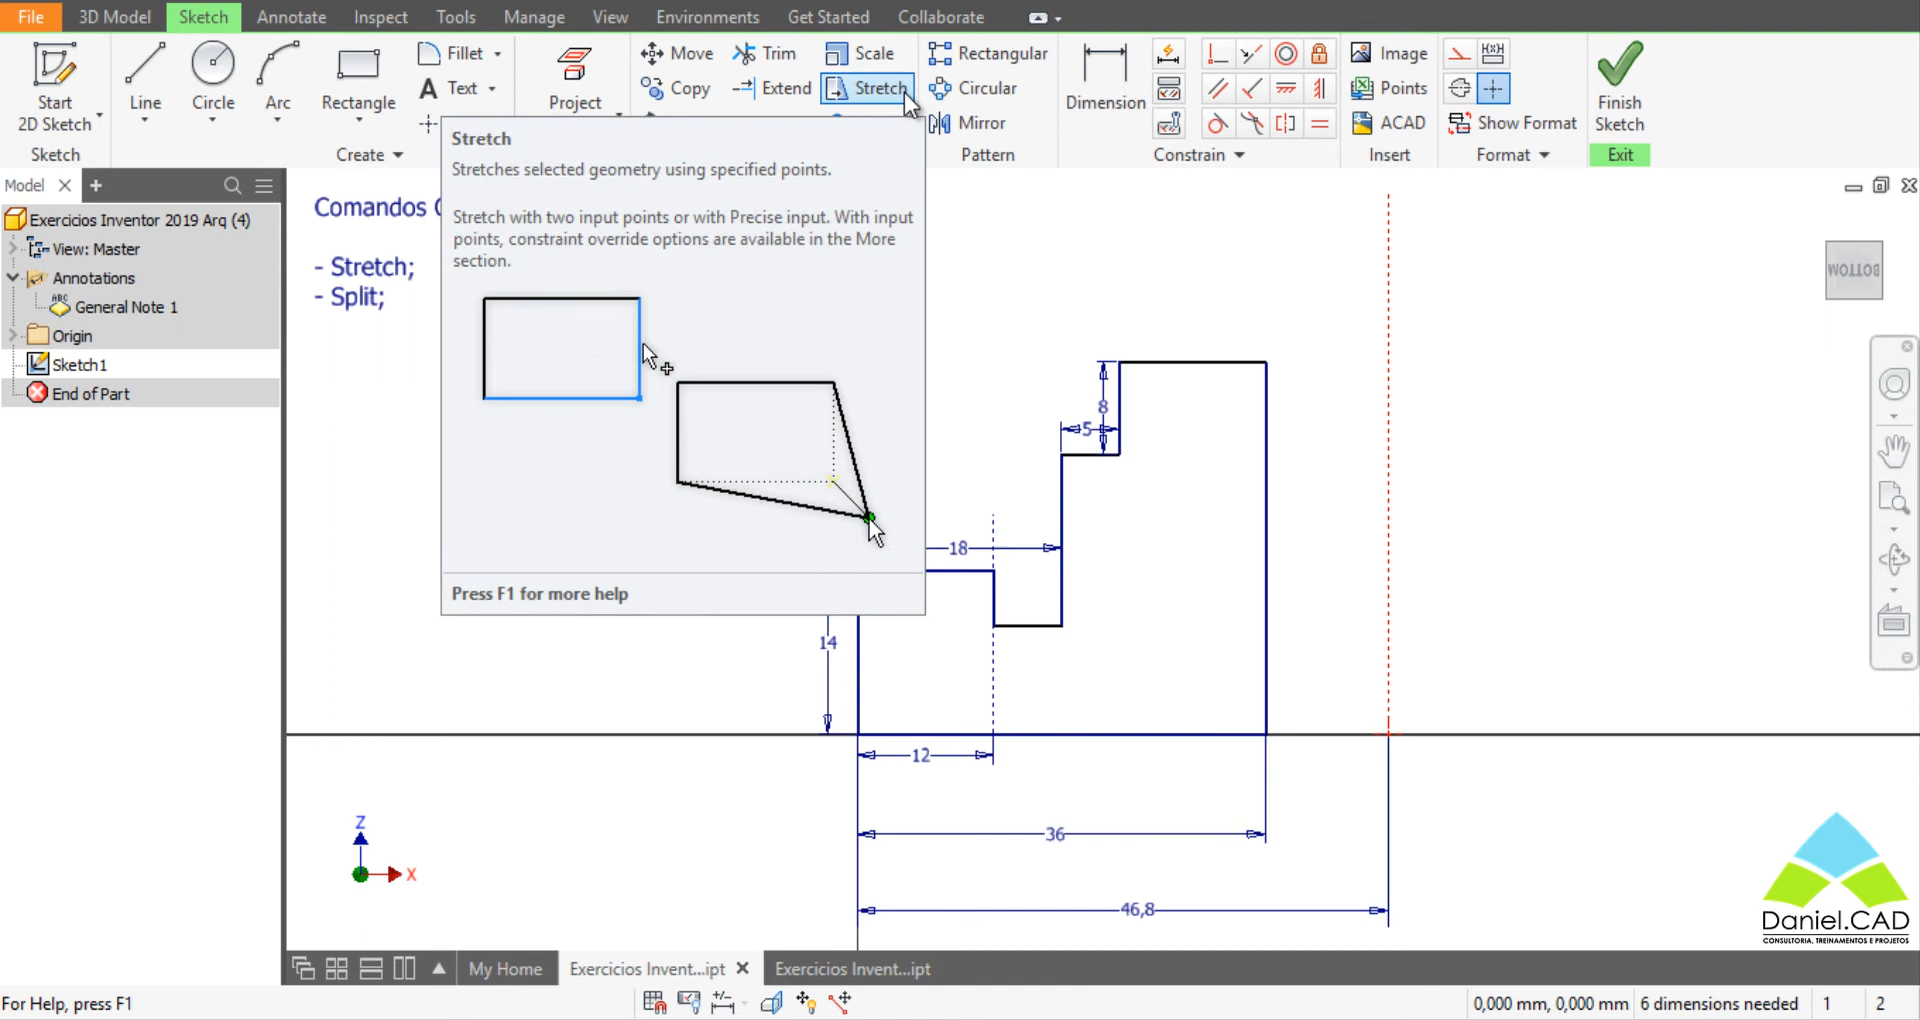 File 3D Model Sketch Annotate Inspect Tools Manage View Environments Get Started Collaborate
Start
2D Sketch
Sketch
Line
Circle
Arc
Rectangle
Fillet
Text
Create
Project
Move
Copy
Trim
Extend
Scale
Stretch
Rectangular
Circular
Mirror
Pattern
Dimension
Constrain
Image
Points
ACAD
Insert
Show Format
Format
Finish
Sketch
Exit
Model
Exercicios Inventor 2019 Arq (4)
View: Master
Annotations
ABC
General Note 1
Origin
Sketch1
End of Part
Comandos
- Stretch;
- Split;
Stretch
Stretches selected geometry using specified points.
Stretch with two input points or with Precise input. With input
points, constraint override options are available in the More
section.
Press F1 for more help
BOTTOM
8
5
18
14
12
36
46,8
Z
X
Daniel.CAD
CONSULTORIA, TREINAMENTOS E PROJETOS
My Home
Exercicios Invent...ipt
Exercicios Invent...ipt
For Help, press F1
0,000 mm, 0,000 mm
6 dimensions needed
1
2